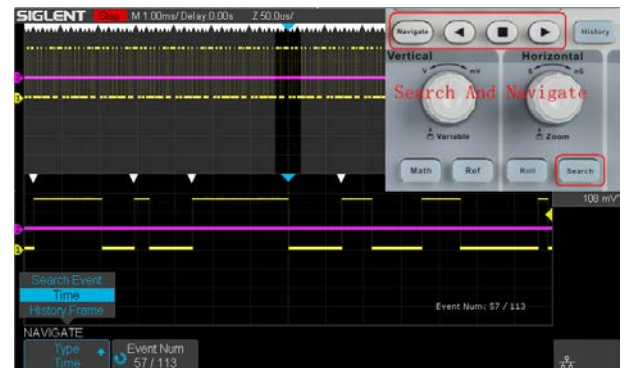 SIGLENT Stop M 1.00ms/ Delay:0.00s Z 50.0us/
Navigate
History
Vertical Horizontal
V mV
S nS
Search And Navigate
Variable
Zoom
Math Ref Roll Search
108 mV
Search Event
Time
History Frame
Event Num: 57 / 113
NAVIGATE
Type
Time
Event Num
57 / 113